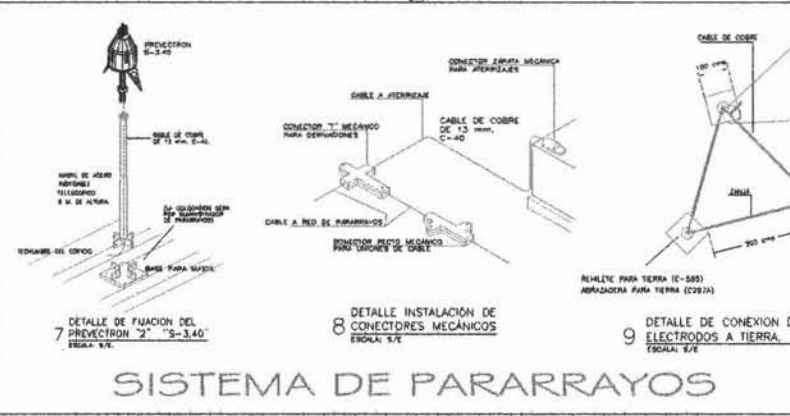 PREVECTRON
S-3,40
CABLE DE COBRE
DE 13 mm, C-40.
MASTIL DE ACERO
INOXIDABLE
TELESCOPICO
8 M. DE ALTURA
SU COLOCACION SERA
POR SUMINISTRADOR
DE PARARRAYOS
TECHUMBRE DEL EDIFICIO
BASE PARA MASTIL
7 DETALLE DE FIJACION DEL
PREVECTRON "2" "S-3,40"
ESCALA: S/E.
CONECTOR ZAPATA MECÁNICA
PARA ATERRIZAJES
CABLE A ATERRIZAJE
CONECTOR "T" MECÁNICO
PARA DERIVACIONES
CABLE DE COBRE
DE 13 mm,
C-40
CABLE A RED DE PARARRAYOS
CONECTOR RECTO MECÁNICO
PARA UNIONES DE CABLE
8 DETALLE INSTALACIÓN DE
CONECTORES MECÁNICOS
ESCALA: S/E
CABLE DE COBRE
100 cms
ZANJA
300 cms
REHILETE PARA TIERRA (C-585)
ABRAZADERA PARA TIERRA (C297A)
9 DETALLE DE CONEXION D
ELECTRODOS A TIERRA.
ESCALA: S/E
SISTEMA DE PARARRAYOS